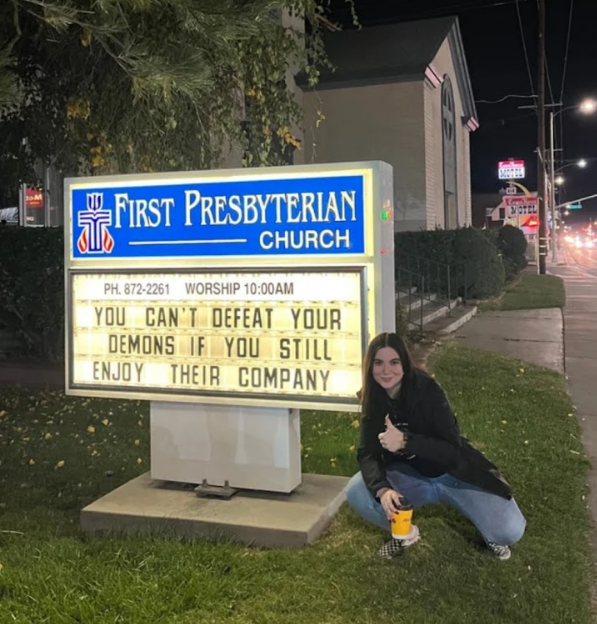 FIRST PRESBYTERIAN
CHURCH
PH. 872-2261 WORSHIP 10:00AM
YOU CAN'T DEFEAT YOUR
DEMONS IF YOU STILL
ENJOY THEIR COMPANY
MOTEL
MOTEL